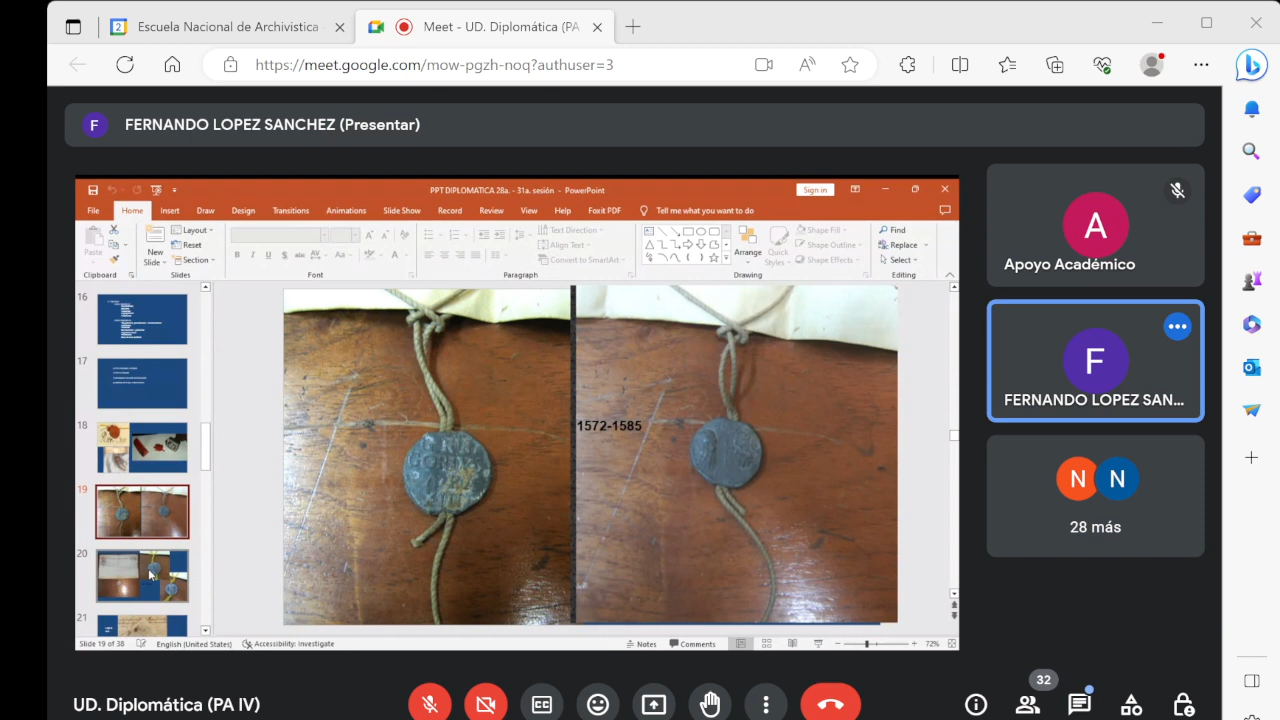 Escuela Nacional de Archivistica
Meet - UD. Diplomática (PA
https://meet.google.com/mow-pgzh-noq?authuser=3
F FERNANDO LOPEZ SANCHEZ (Presentar)
PPT DIPLOMATICA 28a. - 31a. sesión - PowerPoint
Sign in
File Home Insert Draw Design Transitions Animations Slide Show Record Review View Help Foxit PDF Tell me what you want to do
Paste
New Slide
Layout
Reset
Section
Text Direction
Align Text
Convert to SmartArt
Arrange
Quick Styles
Shape Fill
Shape Outline
Shape Effects
Find
Replace
Select
Clipboard Slides Font Paragraph Drawing Editing
16
17
18
19
20
21
1572-1585
Slide 19 of 38 English (United States) Accessibility: Investigate Notes Comments 72%
A
Apoyo Académico
F
FERNANDO LOPEZ SAN...
N N
28 más
UD. Diplomática (PA IV)
32